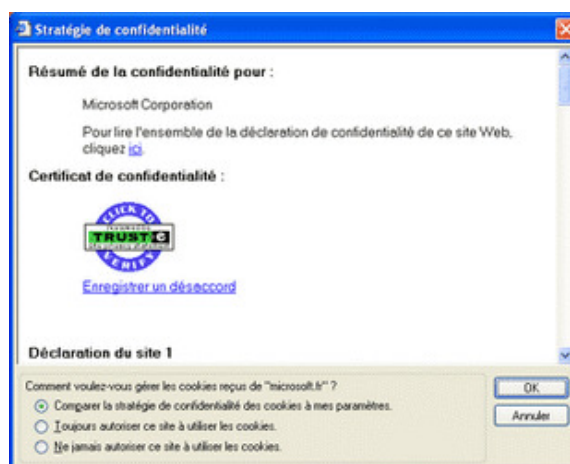 Stratégie de confidentialité
Résumé de la confidentialité pour :
Microsoft Corporation
Pour lire l'ensemble de la déclaration de confidentialité de ce site Web,
cliquez ici.
Certificat de confidentialité :
CLICK TO
TRUST e
VERIFY
Enregistrer un désaccord
Déclaration du site 1
Comment voulez-vous gérer les cookies reçus de "microsoft.fr" ?
Comparer la stratégie de confidentialité des cookies à mes paramètres.
Toujours autoriser ce site à utiliser les cookies.
Ne jamais autoriser ce site à utiliser les cookies.
OK
Annuler